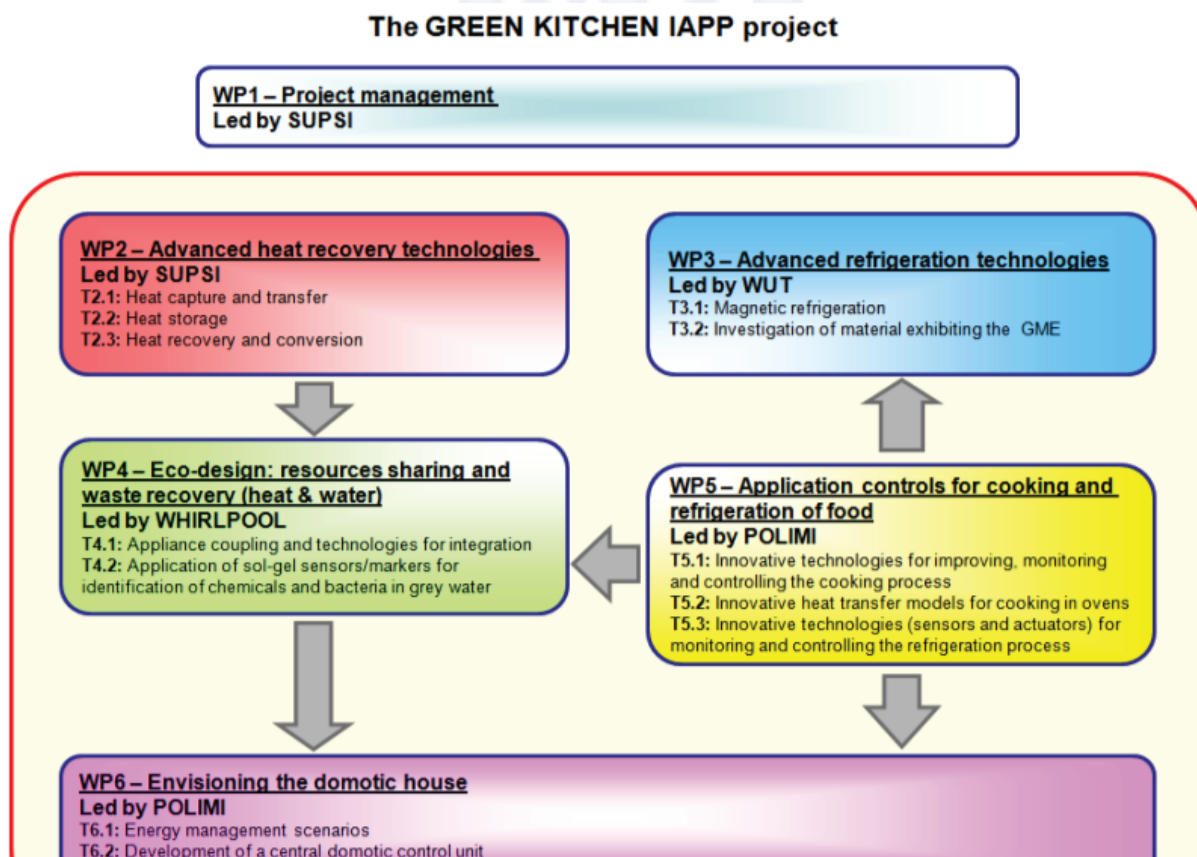 The GREEN KITCHEN IAPP project
WP1 – Project management
Led by SUPSI
WP2 – Advanced heat recovery technologies
Led by SUPSI
T2.1: Heat capture and transfer
T2.2: Heat storage
T2.3: Heat recovery and conversion
WP3 – Advanced refrigeration technologies
Led by WUT
T3.1: Magnetic refrigeration
T3.2: Investigation of material exhibiting the GME
WP4 – Eco-design: resources sharing and
waste recovery (heat & water)
Led by WHIRLPOOL
T4.1: Appliance coupling and technologies for integration
T4.2: Application of sol-gel sensors/markers for
identification of chemicals and bacteria in grey water
WP5 – Application controls for cooking and
refrigeration of food
Led by POLIMI
T5.1: Innovative technologies for improving, monitoring
and controlling the cooking process
T5.2: Innovative heat transfer models for cooking in ovens
T5.3: Innovative technologies (sensors and actuators) for
monitoring and controlling the refrigeration process
WP6 – Envisioning the domotic house
Led by POLIMI
T6.1: Energy management scenarios
T6.2: Development of a central domotic control unit